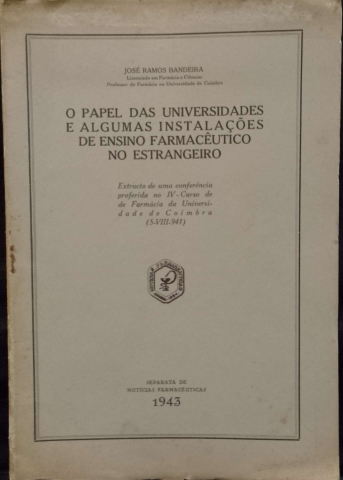 JOSÉ RAMOS BANDEIRA
Licenciado em Farmácia e Ciências
Professor de Farmácia na Universidade de Coimbra
O PAPEL DAS UNIVERSIDADES
E ALGUMAS INSTALAÇÕES
DE ENSINO FARMACÊUTICO
NO ESTRANGEIRO
Extracto de uma conferência
proferida no IV-Curso de
de Farmácia da Universi-
dade de Coimbra
(5-VIII-941)
SEPARATA DE
NOTÍCIAS FARMACÊUTICAS
1943